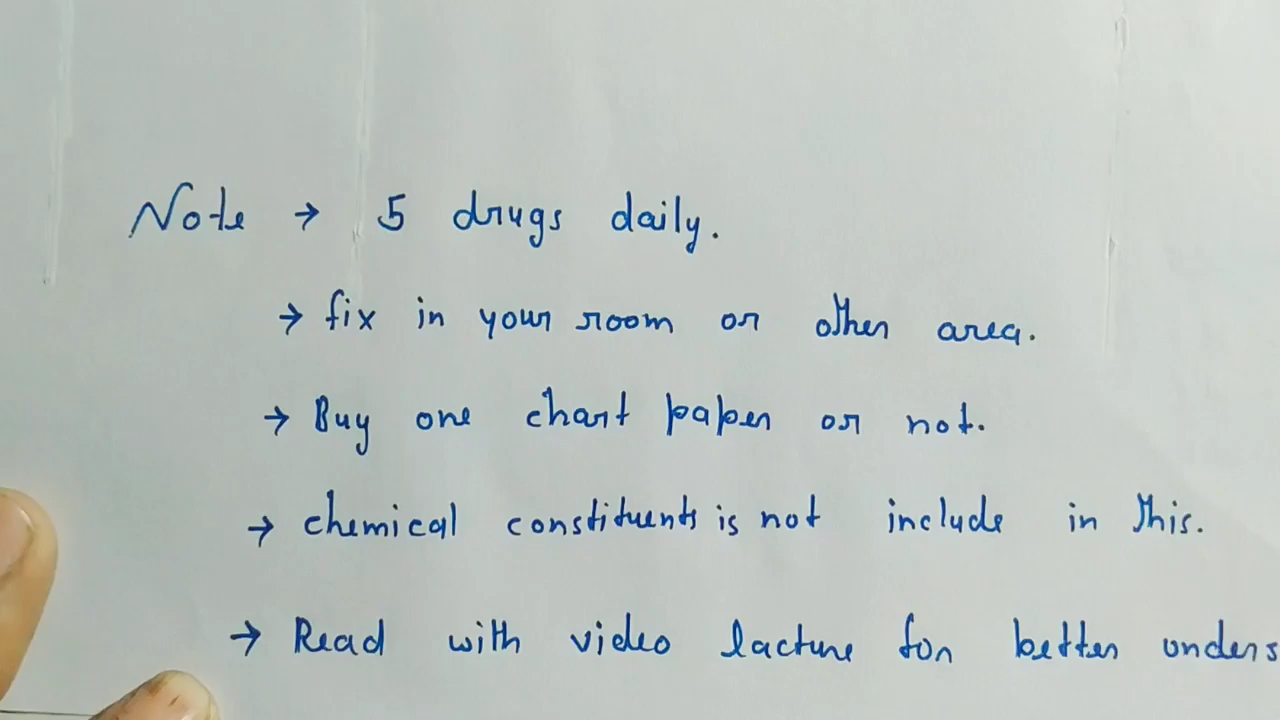 Note → 5 drugs daily.
→ fix in your room or other area.
→ Buy one chart paper or not.
→ chemical constituents is not include in this.
→ Read with video lacture for better unders